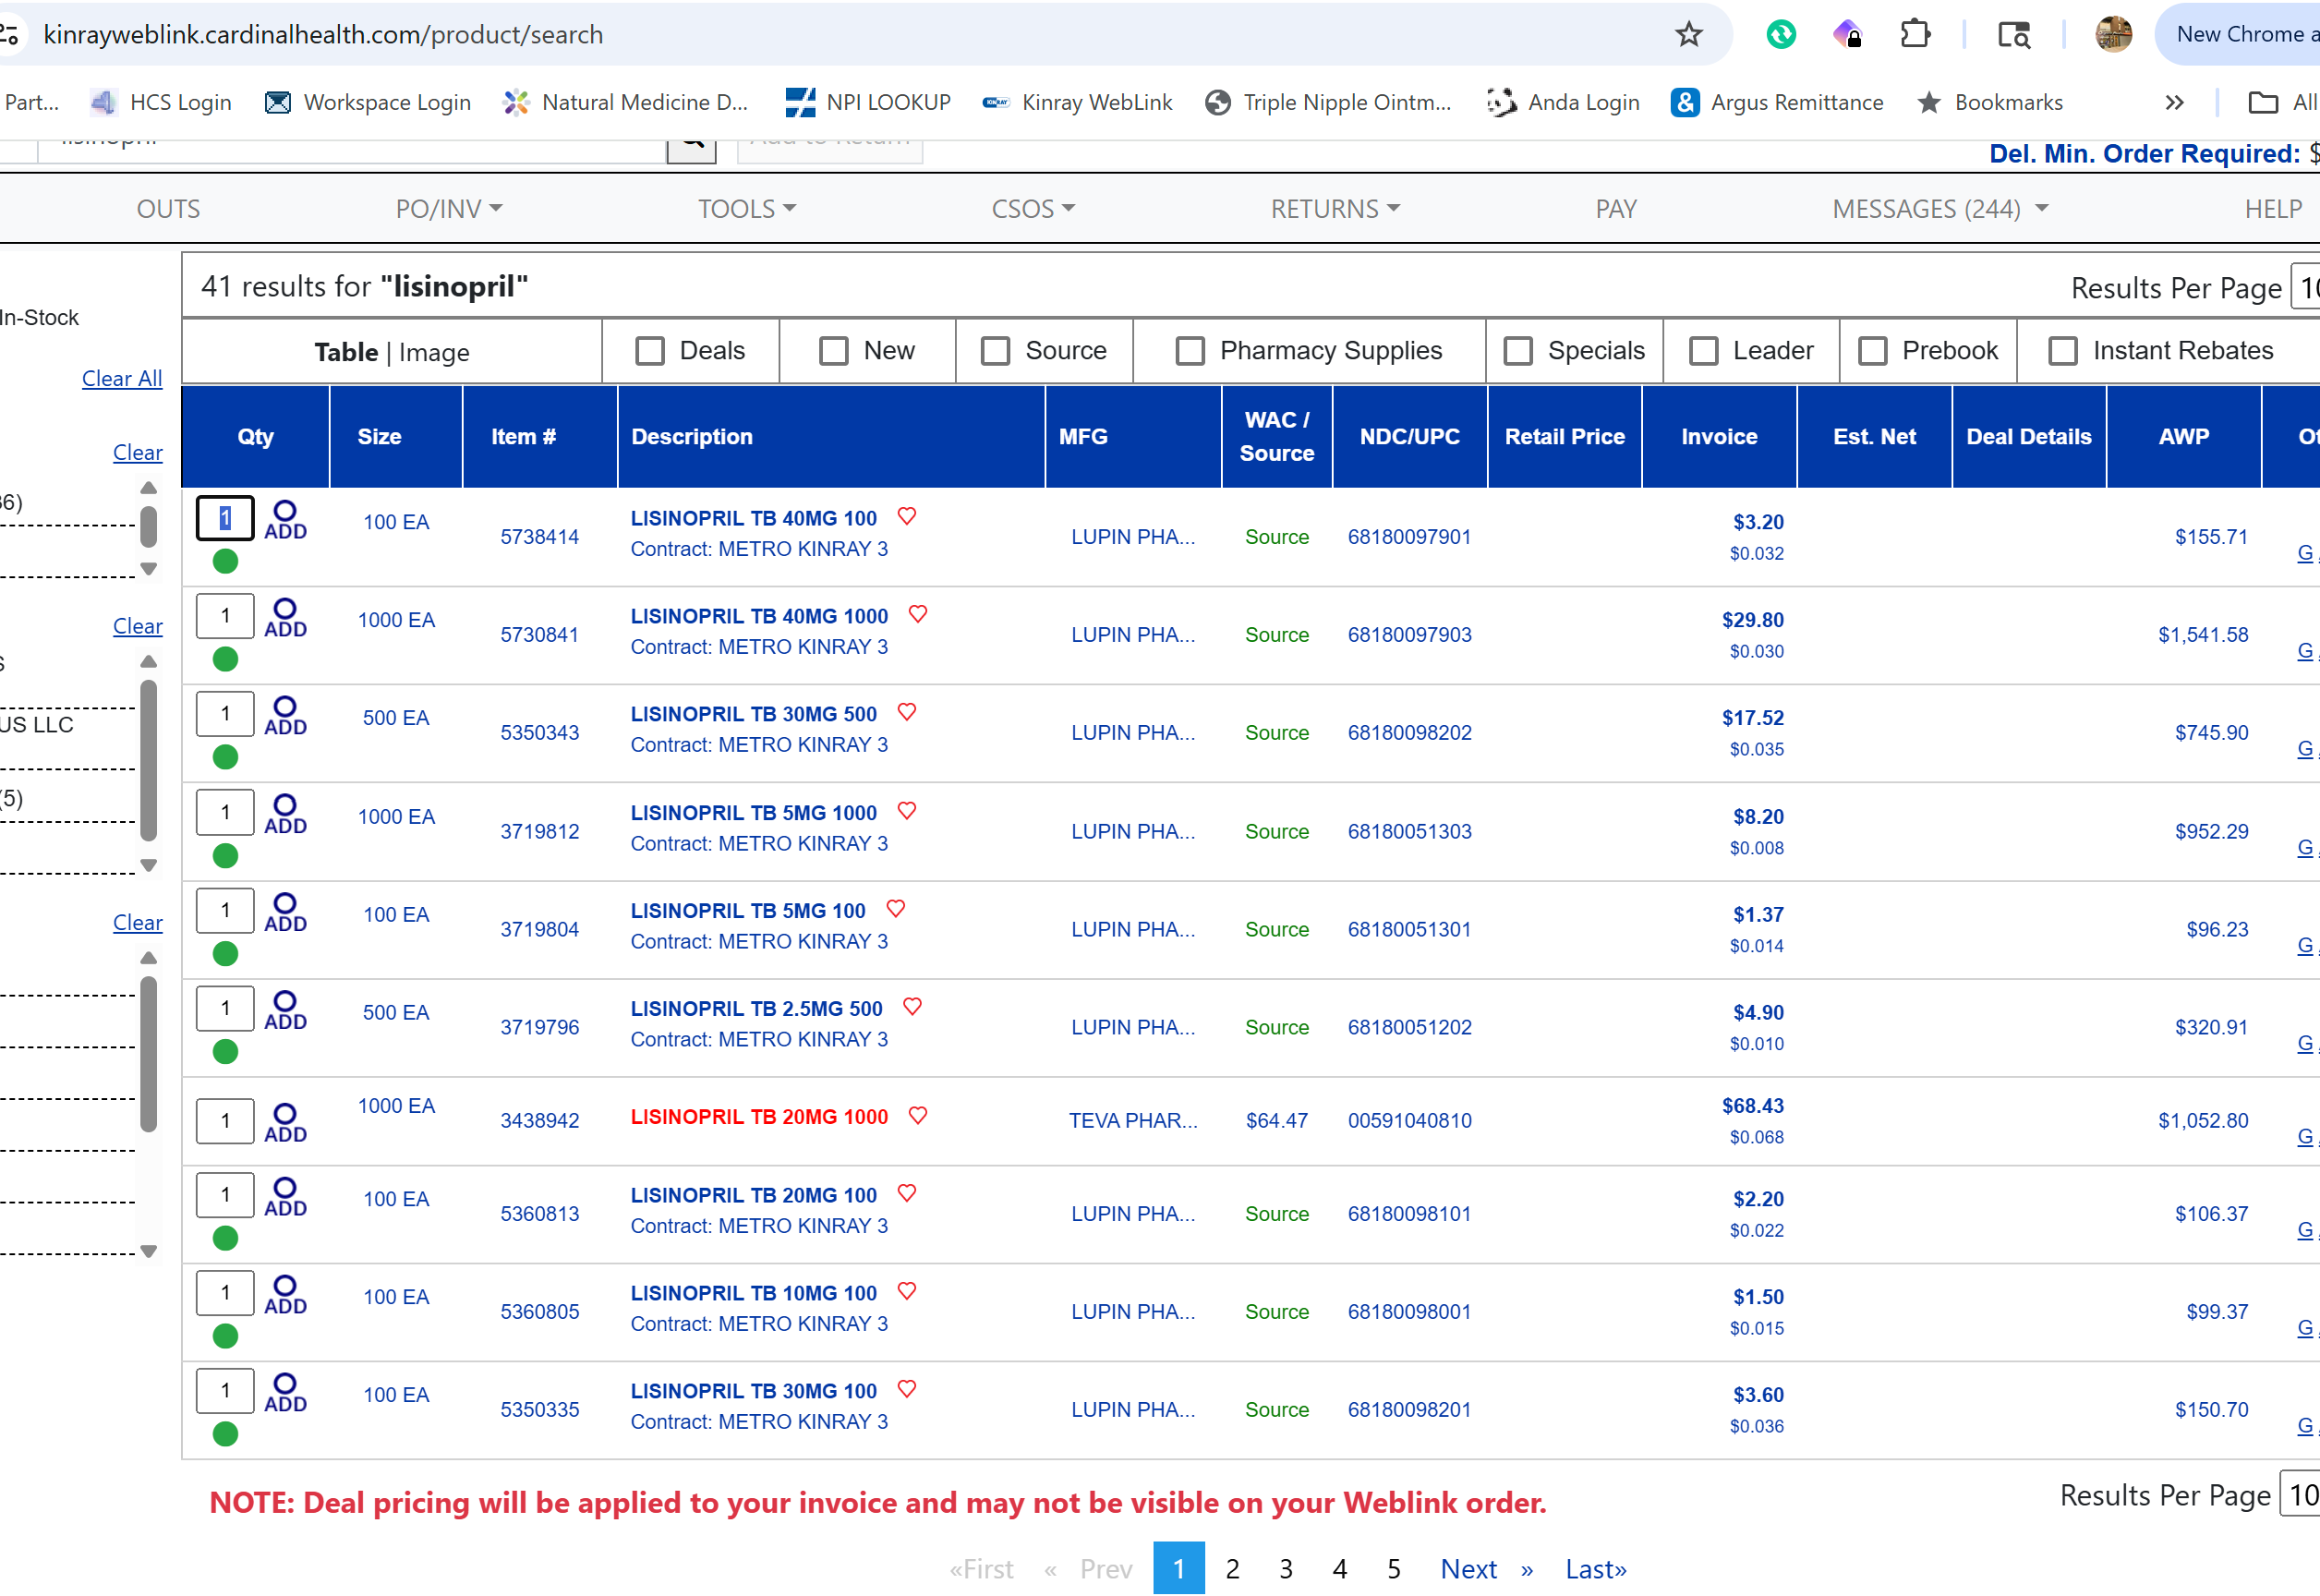 kinrayweblink.cardinalhealth.com/product/search
New Chrome a
Part... HCS Login Workspace Login Natural Medicine D... NPI LOOKUP Kinray WebLink Triple Nipple Ointm... Anda Login Argus Remittance Bookmarks » All
lisinopril Add to Return
Del. Min. Order Required: $
OUTS PO/INV TOOLS CSOS RETURNS PAY MESSAGES (244) HELP
41 results for "lisinopril" Results Per Page 10
In-Stock
Clear All
Clear
36)
Clear
S
US LLC
(5)
Clear
Table | Image Deals New Source Pharmacy Supplies Specials Leader Prebook Instant Rebates
Qty Size Item # Description MFG WAC / Source NDC/UPC Retail Price Invoice Est. Net Deal Details AWP Ot
1 ADD 100 EA 5738414 LISINOPRIL TB 40MG 100 LUPIN PHA... Source 68180097901 $3.20 $155.71 G
Contract: METRO KINRAY 3 $0.032
1 ADD 1000 EA 5730841 LISINOPRIL TB 40MG 1000 LUPIN PHA... Source 68180097903 $29.80 $1,541.58 G
Contract: METRO KINRAY 3 $0.030
1 ADD 500 EA 5350343 LISINOPRIL TB 30MG 500 LUPIN PHA... Source 68180098202 $17.52 $745.90 G
Contract: METRO KINRAY 3 $0.035
1 ADD 1000 EA 3719812 LISINOPRIL TB 5MG 1000 LUPIN PHA... Source 68180051303 $8.20 $952.29 G
Contract: METRO KINRAY 3 $0.008
1 ADD 100 EA 3719804 LISINOPRIL TB 5MG 100 LUPIN PHA... Source 68180051301 $1.37 $96.23 G
Contract: METRO KINRAY 3 $0.014
1 ADD 500 EA 3719796 LISINOPRIL TB 2.5MG 500 LUPIN PHA... Source 68180051202 $4.90 $320.91 G
Contract: METRO KINRAY 3 $0.010
1 ADD 1000 EA 3438942 LISINOPRIL TB 20MG 1000 TEVA PHAR... $64.47 00591040810 $68.43 $1,052.80 G
$0.068
1 ADD 100 EA 5360813 LISINOPRIL TB 20MG 100 LUPIN PHA... Source 68180098101 $2.20 $106.37 G
Contract: METRO KINRAY 3 $0.022
1 ADD 100 EA 5360805 LISINOPRIL TB 10MG 100 LUPIN PHA... Source 68180098001 $1.50 $99.37 G
Contract: METRO KINRAY 3 $0.015
1 ADD 100 EA 5350335 LISINOPRIL TB 30MG 100 LUPIN PHA... Source 68180098201 $3.60 $150.70 G
Contract: METRO KINRAY 3 $0.036
NOTE: Deal pricing will be applied to your invoice and may not be visible on your Weblink order.
Results Per Page 10
«First « Prev 1 2 3 4 5 Next » Last»